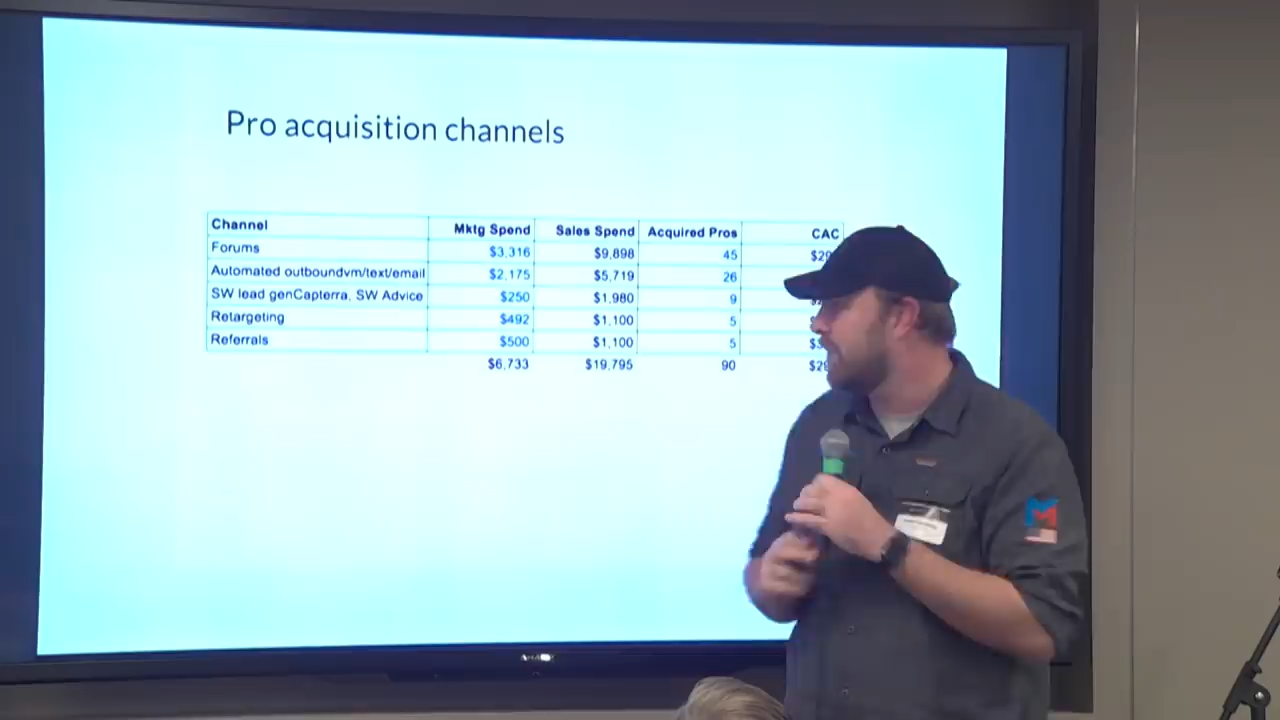 Pro acquisition channels
Channel Mktg Spend Sales Spend Acquired Pros CAC
Forums $3,316 $9,898 45
Automated outboundvm/text/email $2,175 $5,719 26
SW lead genCapterra, SW Advice $250 $1,980 9
Retargeting $492 $1,100 5
Referrals $500 $1,100 5
$6,733 $19,795 90